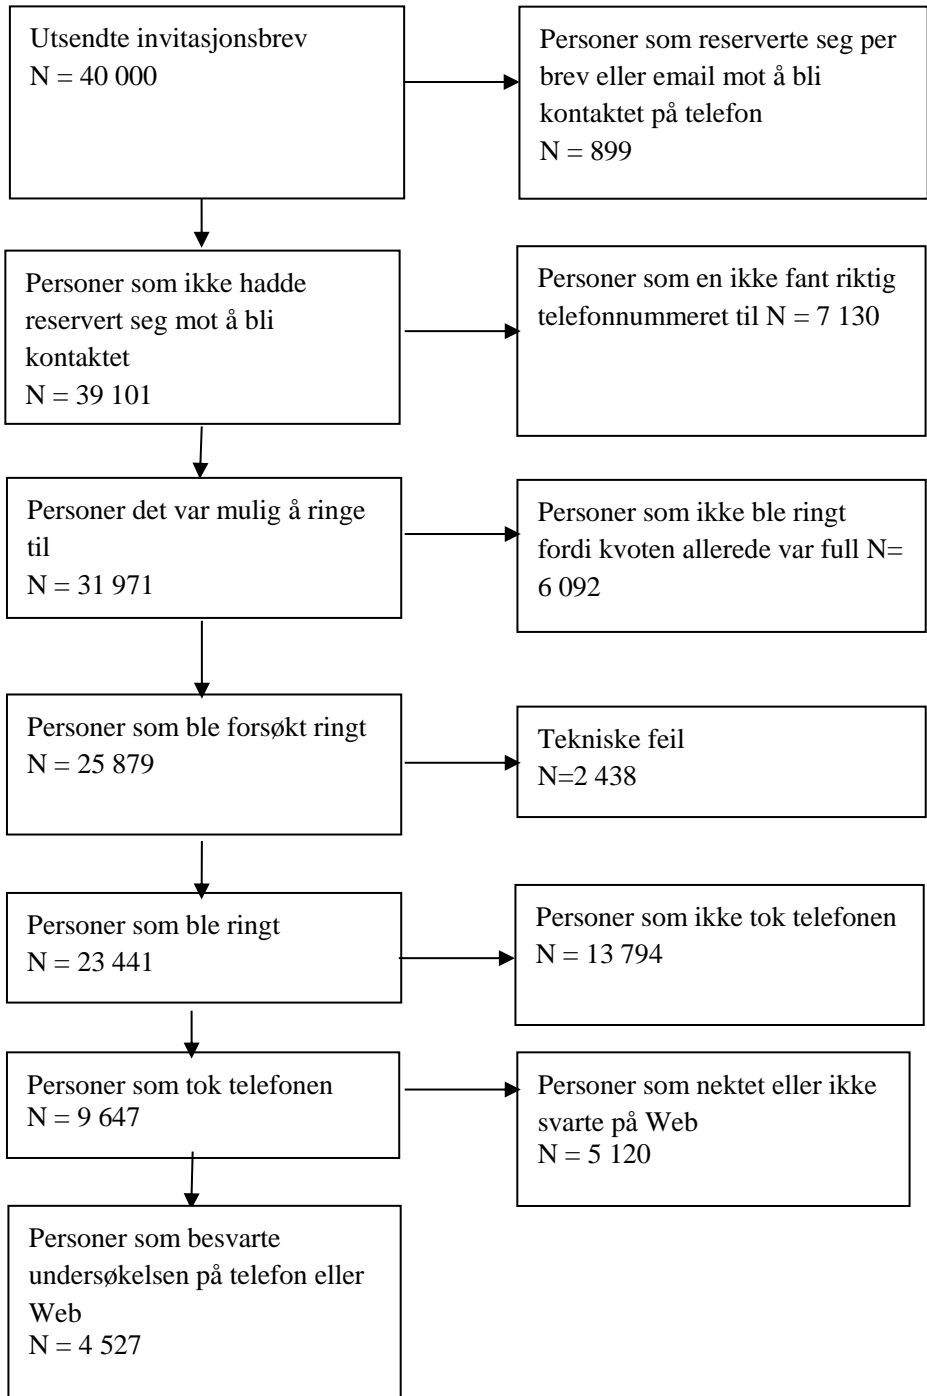 Utsendte invitasjonsbrev
N = 40 000
Personer som reserverte seg per
brev eller email mot å bli
kontaktet på telefon
N = 899
Personer som ikke hadde
reservert seg mot å bli
kontaktet
N = 39 101
Personer som en ikke fant riktig
telefonnummeret til N = 7 130
Personer det var mulig å ringe
til
N = 31 971
Personer som ikke ble ringt
fordi kvoten allerede var full N=
6 092
Personer som ble forsøkt ringt
N = 25 879
Tekniske feil
N=2 438
Personer som ble ringt
N = 23 441
Personer som ikke tok telefonen
N = 13 794
Personer som tok telefonen
N = 9 647
Personer som nektet eller ikke
svarte på Web
N = 5 120
Personer som besvarte
undersøkelsen på telefon eller
Web
N = 4 527